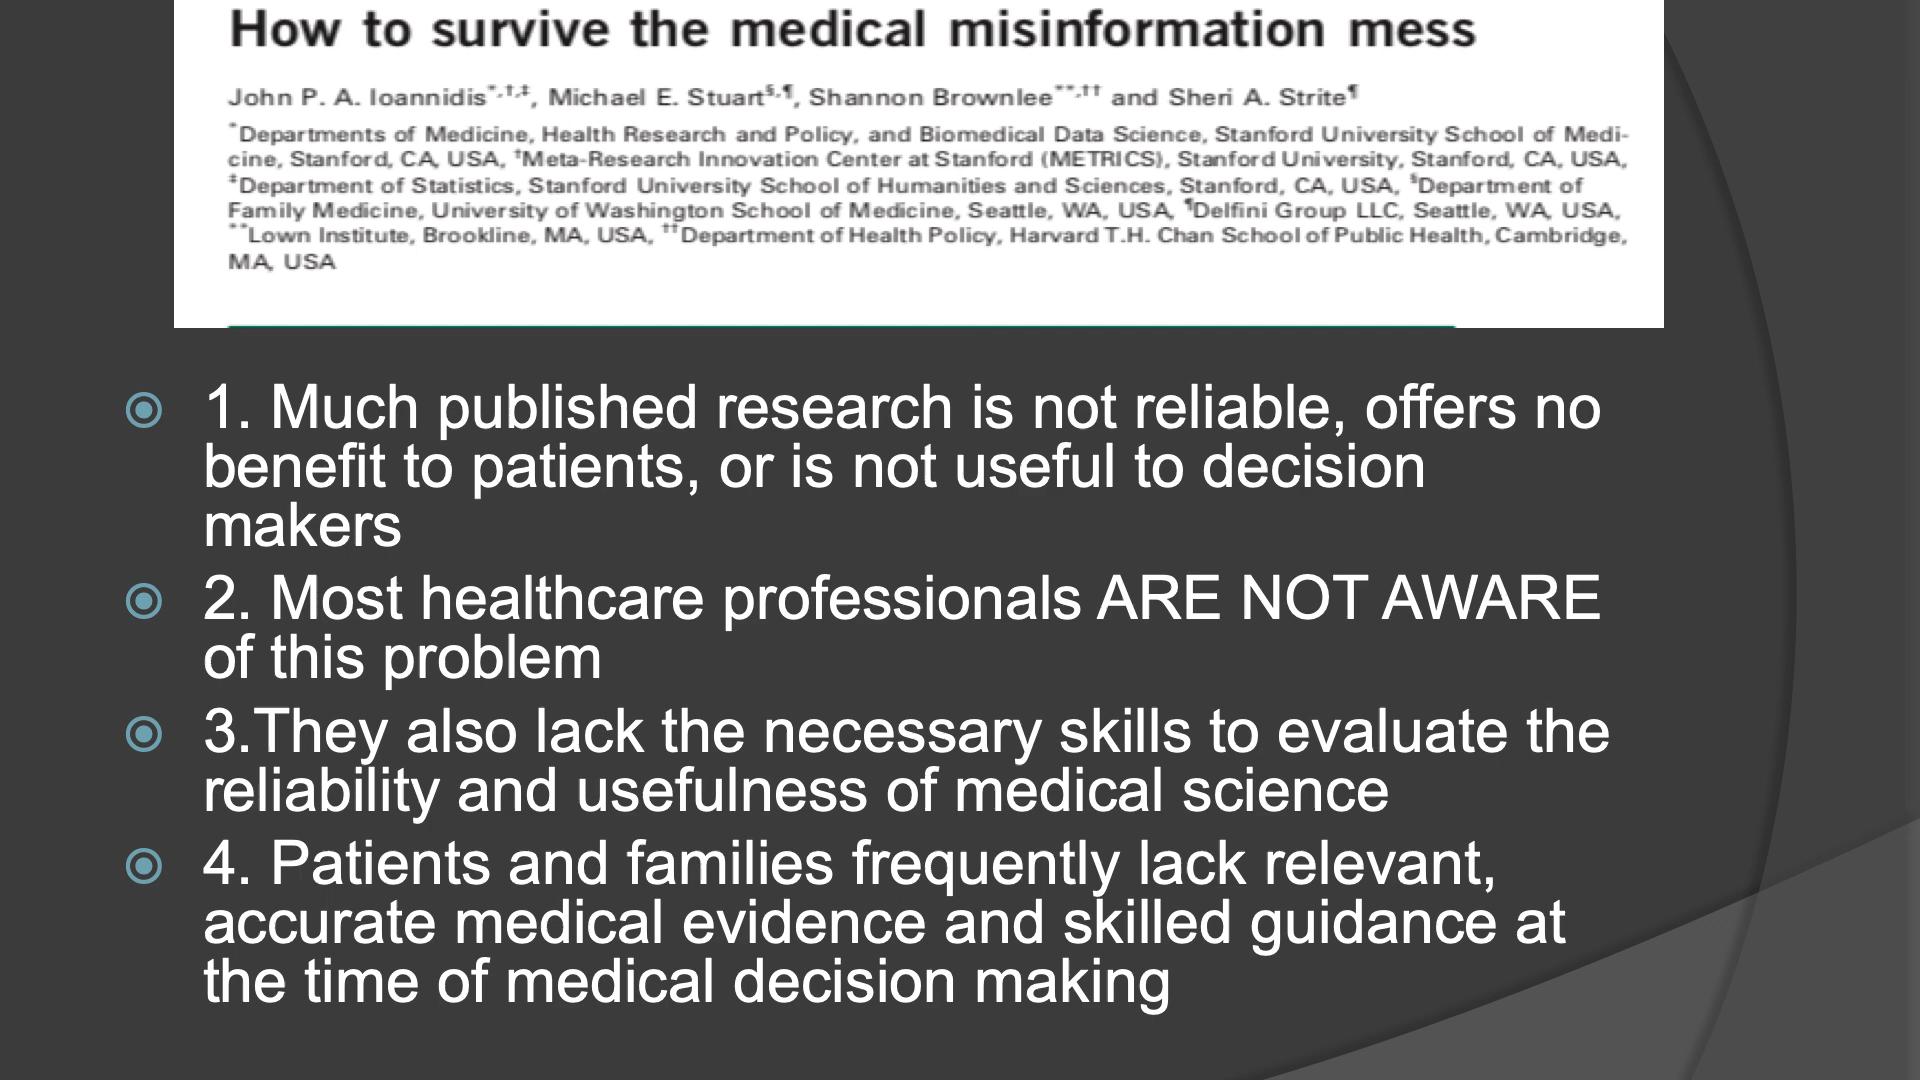 How to survive the medical misinformation mess
John P. A. Ioannidis*,†,‡, Michael E. Stuart§,¶, Shannon Brownlee**,†† and Sheri A. Strite¶
*Departments of Medicine, Health Research and Policy, and Biomedical Data Science, Stanford University School of Medi-
cine, Stanford, CA, USA, †Meta-Research Innovation Center at Stanford (METRICS), Stanford University, Stanford, CA, USA,
‡Department of Statistics, Stanford University School of Humanities and Sciences, Stanford, CA, USA, §Department of
Family Medicine, University of Washington School of Medicine, Seattle, WA, USA, ¶Delfini Group LLC, Seattle, WA, USA,
**Lown Institute, Brookline, MA, USA, ††Department of Health Policy, Harvard T.H. Chan School of Public Health, Cambridge,
MA, USA
1. Much published research is not reliable, offers no
benefit to patients, or is not useful to decision
makers
2. Most healthcare professionals ARE NOT AWARE
of this problem
3.They also lack the necessary skills to evaluate the
reliability and usefulness of medical science
4. Patients and families frequently lack relevant,
accurate medical evidence and skilled guidance at
the time of medical decision making